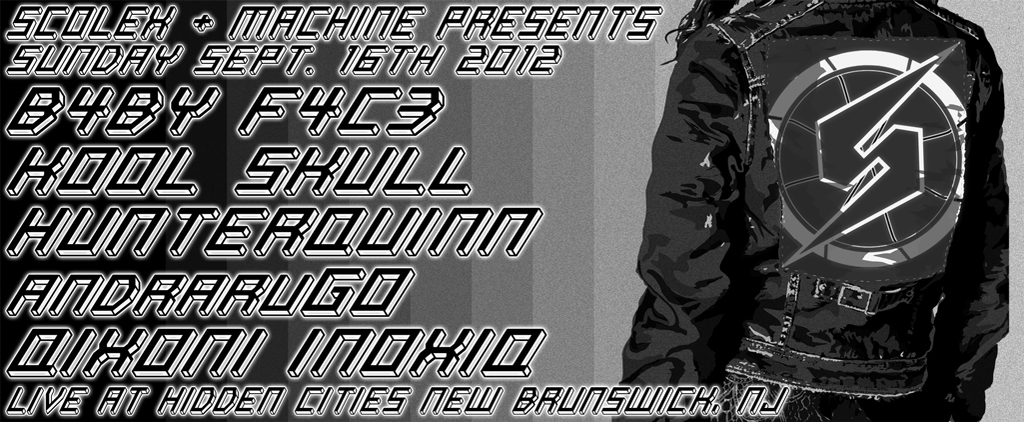 SCOLEX + MACHINE PRESENTS
SUNDAY SEPT. 16TH 2012
B4BY F4C3
KOOL SKULL
HUNTERQUINN
ANDRARUGO
QIXONI INOXIQ
LIVE AT HIDDEN CITIES NEW BRUNSWICK, NJ